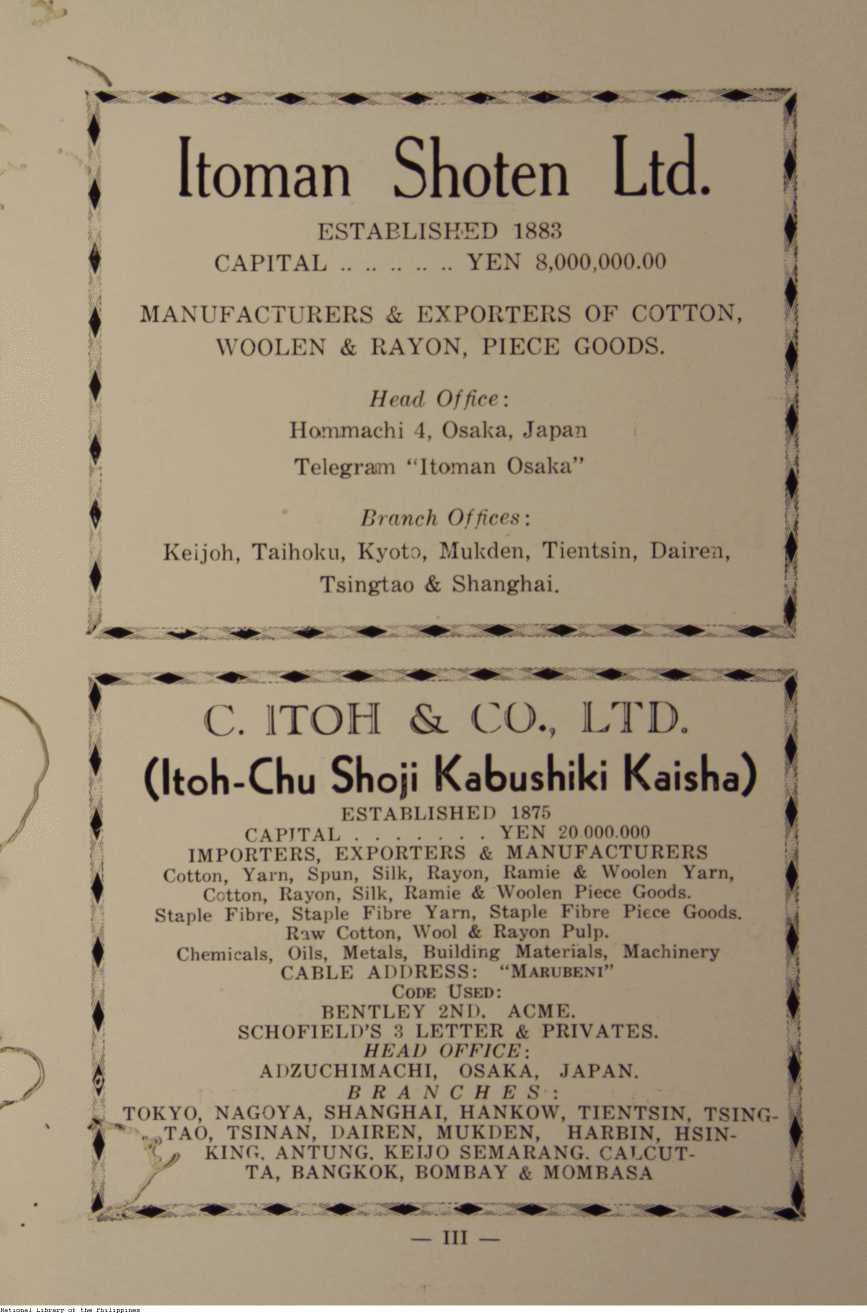 Itoman Shoten Ltd.
ESTABLISHED 1883
CAPITAL .. .. .. .. .. YEN 8,000,000.00
MANUFACTURERS & EXPORTERS OF COTTON,
WOOLEN & RAYON, PIECE GOODS.
Head Office:
Hommachi 4, Osaka, Japan
Telegram "Itoman Osaka"
Branch Offices:
Keijoh, Taihoku, Kyoto, Mukden, Tientsin, Dairen,
Tsingtao & Shanghai.
C. ITOH & CO., LTD.
(Itoh-Chu Shoji Kabushiki Kaisha)
ESTABLISHED 1875
CAPITAL . . . . . . . YEN 20.000.000
IMPORTERS, EXPORTERS & MANUFACTURERS
Cotton, Yarn, Spun, Silk, Rayon, Ramie & Woolen Yarn,
Cotton, Rayon, Silk, Ramie & Woolen Piece Goods.
Staple Fibre, Staple Fibre Yarn, Staple Fibre Piece Goods.
Raw Cotton, Wool & Rayon Pulp.
Chemicals, Oils, Metals, Building Materials, Machinery
CABLE ADDRESS: "MARUBENI"
CODE USED:
BENTLEY 2ND. ACME.
SCHOFIELD'S 3 LETTER & PRIVATES.
HEAD OFFICE:
ADZUCHIMACHI, OSAKA, JAPAN.
BRANCHES:
TOKYO, NAGOYA, SHANGHAI, HANKOW, TIENTSIN, TSING-
TAO, TSINAN, DAIREN, MUKDEN, HARBIN, HSIN-
KING, ANTUNG. KEIJO SEMARANG. CALCUT-
TA, BANGKOK, BOMBAY & MOMBASA
— III —
National Library of the Philippines